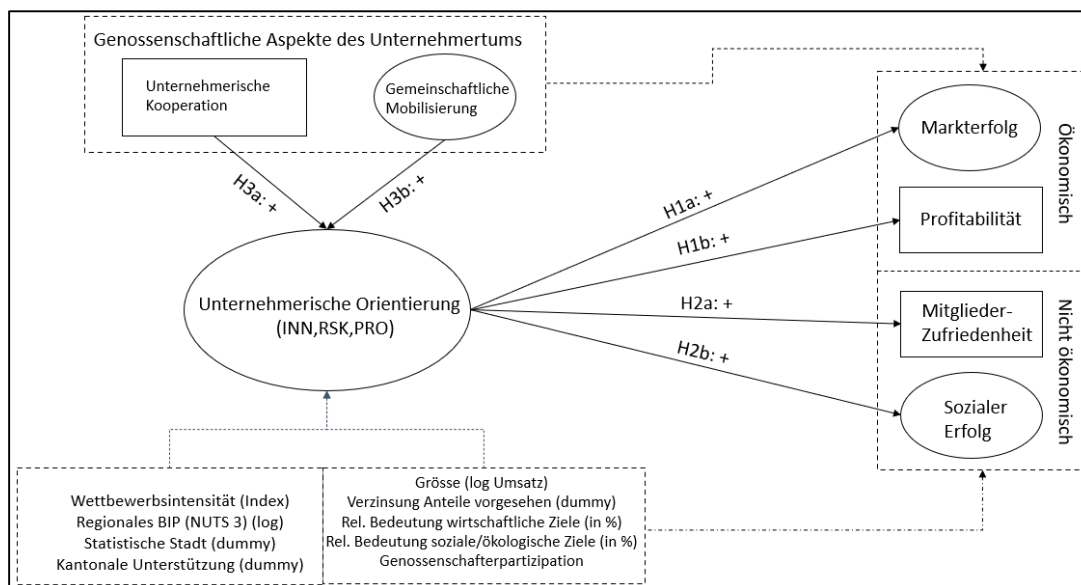 Genossenschaftliche Aspekte des Unternehmertums
Unternehmerische
Kooperation
Gemeinschaftliche
Mobilisierung
H3a: +
H3b: +
Unternehmerische Orientierung
(INN,RSK,PRO)
H1a: +
H1b: +
H2a: +
H2b: +
Markterfolg
Profitabilität
Ökonomisch
Mitglieder-
Zufriedenheit
Sozialer
Erfolg
Nicht ökonomisch
Wettbewerbsintensität (Index)
Regionales BIP (NUTS 3) (log)
Statistische Stadt (dummy)
Kantonale Unterstützung (dummy)
Grösse (log Umsatz)
Verzinsung Anteile vorgesehen (dummy)
Rel. Bedeutung wirtschaftliche Ziele (in %)
Rel. Bedeutung soziale/ökologische Ziele (in %)
Genossenschafterpartizipation